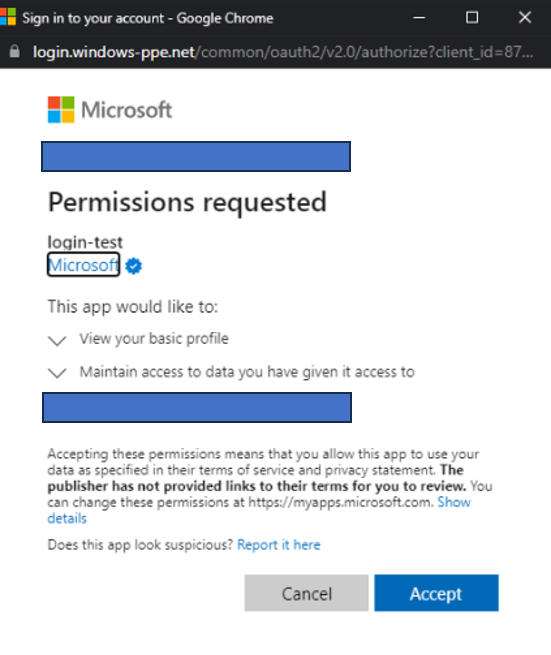 Sign in to your account - Google Chrome
login.windows-ppe.net/common/oauth2/v2.0/authorize?client_id=87...
Microsoft
Permissions requested
login-test
Microsoft
This app would like to:
View your basic profile
Maintain access to data you have given it access to
Accepting these permissions means that you allow this app to use your
data as specified in their terms of service and privacy statement. The
publisher has not provided links to their terms for you to review. You
can change these permissions at https://myapps.microsoft.com. Show
details
Does this app look suspicious? Report it here
Cancel Accept